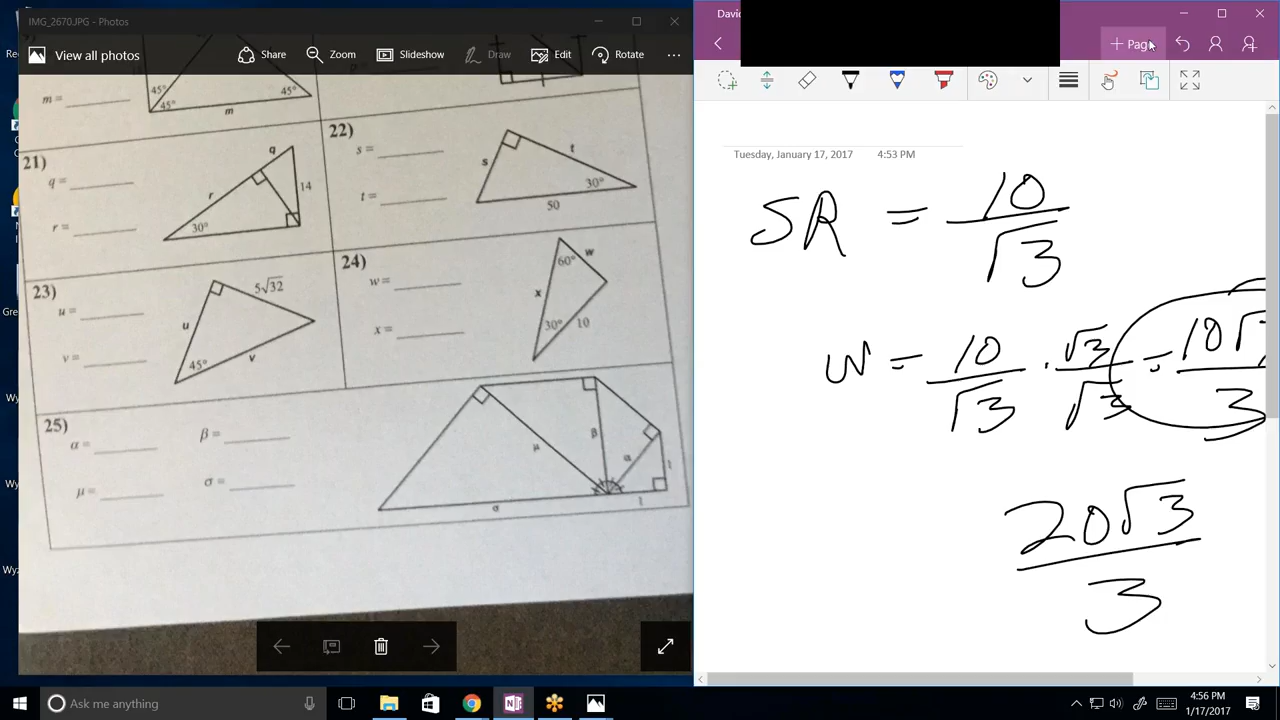 IMG_2670.JPG - Photos
View all photos
Share
Zoom
Slideshow
Draw
Edit
Rotate
m =
45°
45°
45°
m
21)
q =
r =
q
r
14
30°
22)
s =
t =
s
t
30°
50
23)
u =
v =
5√32
u
45°
v
24)
w =
x =
60°
w
x
30°
10
25)
α =
β =
μ =
σ =
μ
β
α
1
1
σ
David
+ Page
Tuesday, January 17, 2017 4:53 PM
SR = 10/√3
w = 10/√3 · √3/√3 = 10√3/3
20√3/3
Ask me anything
4:56 PM
1/17/2017